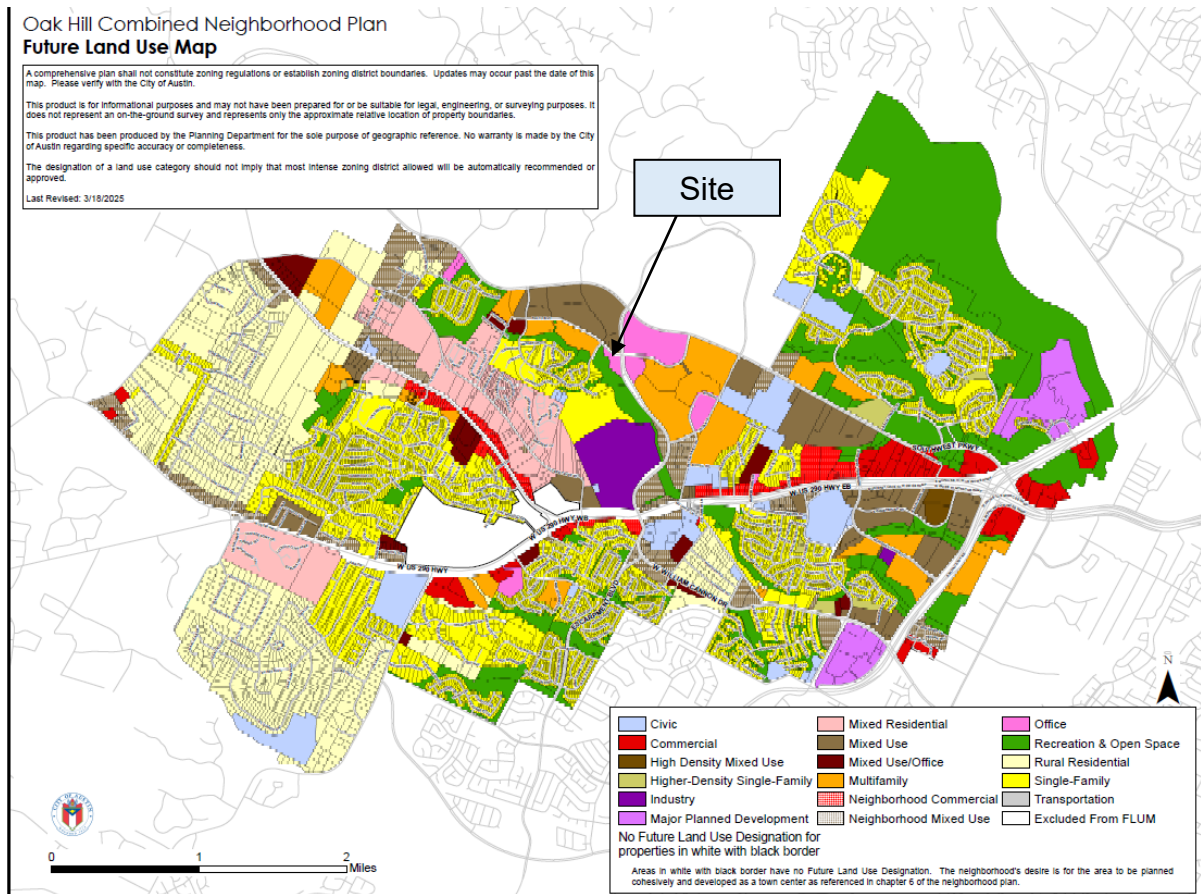 Oak Hill Combined Neighborhood Plan
Future Land Use Map
A comprehensive plan shall not constitute zoning regulations or establish zoning district boundaries. Updates may occur past the date of this
map. Please verify with the City of Austin.
This product is for informational purposes and may not have been prepared for or be suitable for legal, engineering, or surveying purposes. It
does not represent an on-the-ground survey and represents only the approximate relative location of property boundaries.
This product has been produced by the Planning Department for the sole purpose of geographic reference. No warranty is made by the City
of Austin regarding specific accuracy or completeness.
The designation of a land use category should not imply that most intense zoning district allowed will be automatically recommended or
approved.
Last Revised: 3/18/2025
Site
SOUTHWEST PKWY
W US 290 HWY EB
W US 290 HWY WB
W US 290 HWY
W WILLIAM CANNON DR
ESCARPMENT BLVD
N
Civic
Commercial
High Density Mixed Use
Higher-Density Single-Family
Industry
Major Planned Development
Mixed Residential
Mixed Use
Mixed Use/Office
Multifamily
Neighborhood Commercial
Neighborhood Mixed Use
Office
Recreation & Open Space
Rural Residential
Single-Family
Transportation
Excluded From FLUM
No Future Land Use Designation for
properties in white with black border
Areas in white with black border have no Future Land Use Designation. The neighborhood's desire is for the area to be planned
cohesively and developed as a town center as referenced in chapter 6 of the neighborhood plan.
0 1 2
Miles